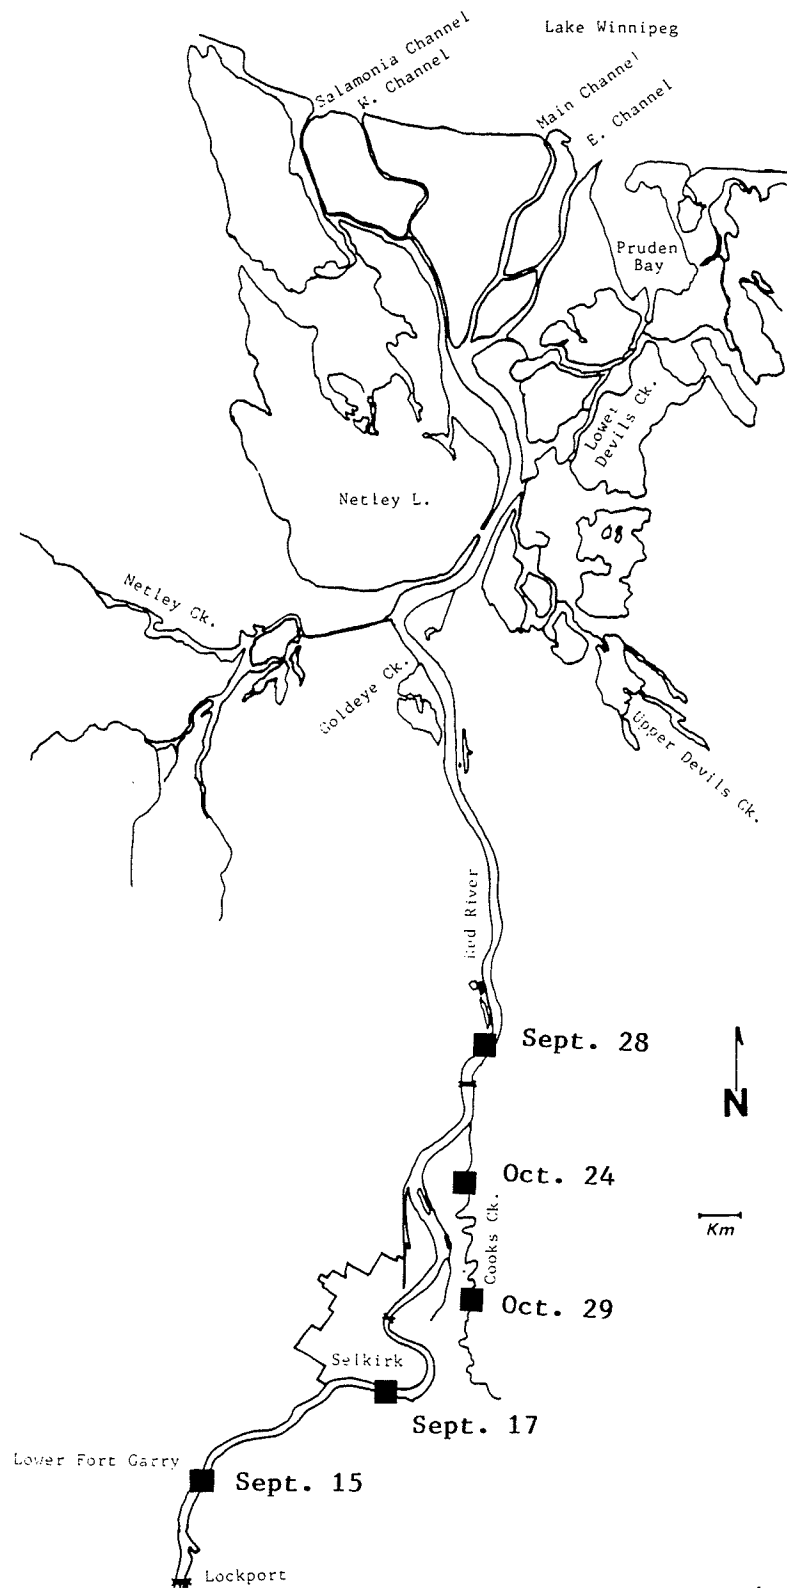 Lake Winnipeg
Salamonia Channel
W. Channel
Main Channel
E. Channel
Pruden
Bay
Lower
Devils Ck.
Netley L.
Netley Ck.
Goldeye Ck.
Upper Devils Ck.
Red River
Sept. 28
N
Oct. 24
Km
Cooks Ck.
Oct. 29
Selkirk
Sept. 17
Lower Fort Garry
Sept. 15
Lockport